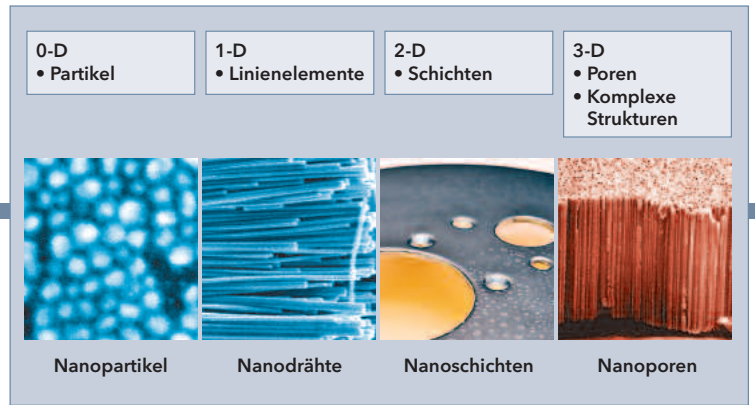 0-D
• Partikel
1-D
• Linienelemente
2-D
• Schichten
3-D
• Poren
• Komplexe
Strukturen
Nanopartikel
Nanodrähte
Nanoschichten
Nanoporen